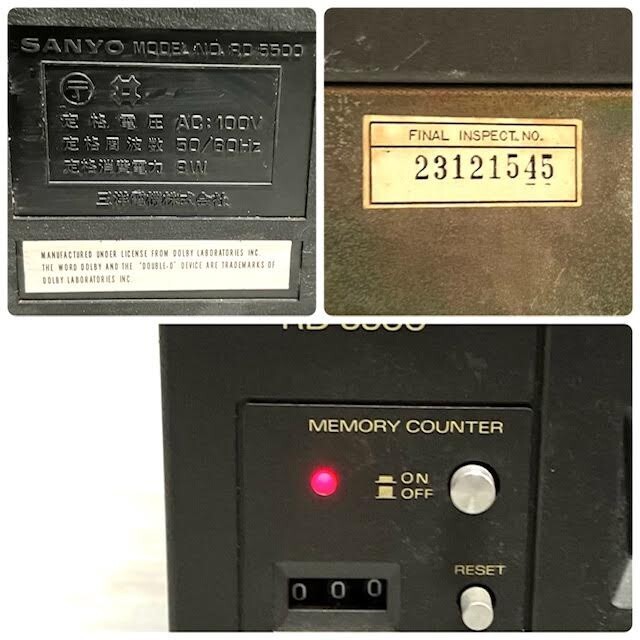 SANYO MODEL NO. RD 5500
定格電圧 AC:100V
定格周波数 50/60Hz
定格消費電力 9W
三洋電機株式会社
MANUFACTURED UNDER LICENSE FROM DOLBY LABORATORIES INC.
THE WORD DOLBY AND THE "DOUBLE-D" DEVICE ARE TRADEMARKS OF
DOLBY LABORATORIES INC.
FINAL INSPECT. NO.
23121545
RD 5500
MEMORY COUNTER
ON
OFF
RESET
000